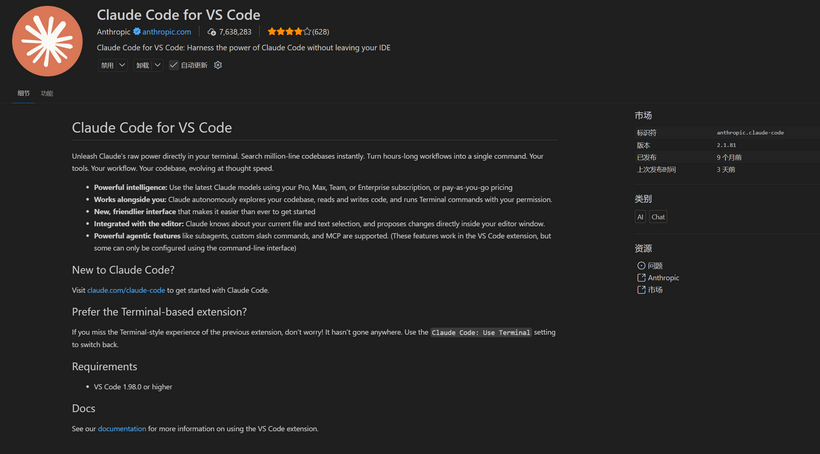 Claude Code for VS Code
Anthropic anthropic.com 7,638,283 (628)
Claude Code for VS Code: Harness the power of Claude Code without leaving your IDE
禁用 卸载 自动更新
细节 功能
Claude Code for VS Code
Unleash Claude's raw power directly in your terminal. Search million-line codebases instantly. Turn hours-long workflows into a single command. Your
tools. Your workflow. Your codebase, evolving at thought speed.
• Powerful intelligence: Use the latest Claude models using your Pro, Max, Team, or Enterprise subscription, or pay-as-you-go pricing
• Works alongside you: Claude autonomously explores your codebase, reads and writes code, and runs Terminal commands with your permission.
• New, friendlier interface that makes it easier than ever to get started
• Integrated with the editor: Claude knows about your current file and text selection, and proposes changes directly inside your editor window.
• Powerful agentic features like subagents, custom slash commands, and MCP are supported. (These features work in the VS Code extension, but
some can only be configured using the command-line interface)
New to Claude Code?
Visit claude.com/claude-code to get started with Claude Code.
Prefer the Terminal-based extension?
If you miss the Terminal-style experience of the previous extension, don't worry! It hasn't gone anywhere. Use the Claude Code: Use Terminal setting
to switch back.
Requirements
• VS Code 1.98.0 or higher
Docs
See our documentation for more information on using the VS Code extension.
市场
标识符 anthropic.claude-code
版本 2.1.81
已发布 9 个月前
上次发布时间 3 天前
类别
AI Chat
资源
问题
Anthropic
市场